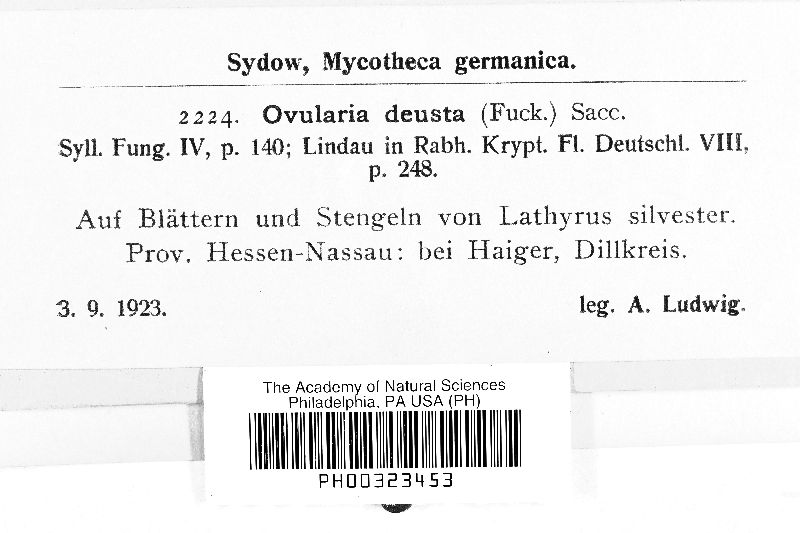 Sydow, Mycotheca germanica.
2224. Ovularia deusta (Fuck.) Sacc.
Syll. Fung. IV, p. 140; Lindau in Rabh. Krypt. Fl. Deutschl. VIII,
p. 248.
Auf Blättern und Stengeln von Lathyrus silvester.
Prov. Hessen-Nassau: bei Haiger, Dillkreis.
3. 9. 1923. leg. A. Ludwig.
The Academy of Natural Sciences
Philadelphia, PA USA (PH)
PH00323453